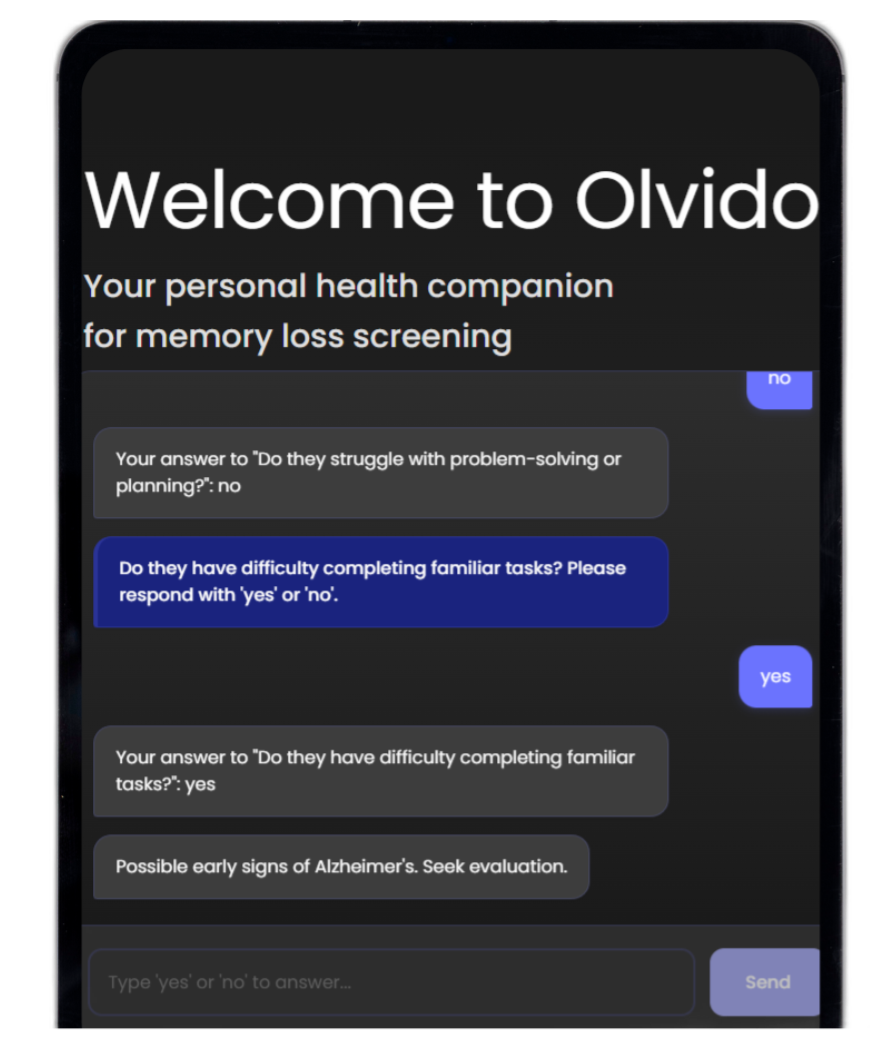 Welcome to Olvido
Your personal health companion
for memory loss screening
no
Your answer to "Do they struggle with problem-solving or
planning?": no
Do they have difficulty completing familiar tasks? Please
respond with 'yes' or 'no'.
yes
Your answer to "Do they have difficulty completing familiar
tasks?": yes
Possible early signs of Alzheimer's. Seek evaluation.
Type 'yes' or 'no' to answer...
Send